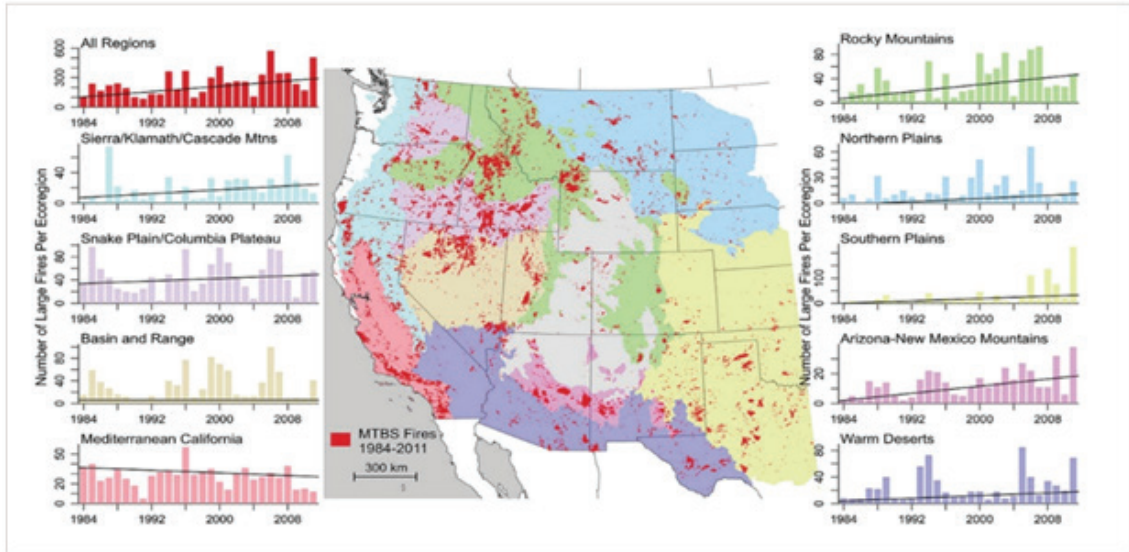 Number of Large Fires Per Ecoregion
All Regions
600
300
0
1984 1992 2000 2008
Sierra/Klamath/Cascade Mtns
40
0
1984 1992 2000 2008
Snake Plain/Columbia Plateau
80
40
0
1984 1992 2000 2008
Basin and Range
80
40
0
1984 1992 2000 2008
Mediterranean California
50
20
0
1984 1992 2000 2008
MTBS Fires
1984-2011
300 km
Number of Large Fires Per Ecoregion
Rocky Mountains
80
40
0
1984 1992 2000 2008
Northern Plains
60
30
0
1984 1992 2000 2008
Southern Plains
100
0
1984 1992 2000 2008
Arizona-New Mexico Mountains
20
0
1984 1992 2000 2008
Warm Deserts
80
40
0
1984 1992 2000 2008